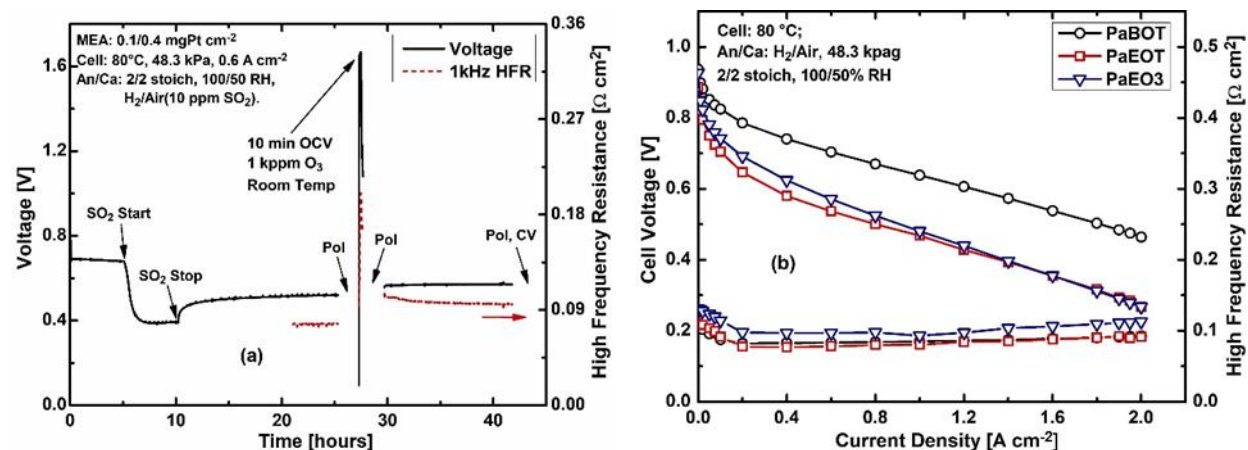 MEA: 0.1/0.4 mgPt cm-2
Cell: 80°C, 48.3 kPa, 0.6 A cm-2
An/Ca: 2/2 stoich, 100/50 RH,
H2/Air(10 ppm SO2).
Voltage
1kHz HFR
10 min OCV
1 kppm O3
Room Temp
SO2 Start
SO2 Stop
Pol
Pol
Pol, CV
(a)
Voltage [V]
0.0
0.4
0.8
1.2
1.6
0
10
20
30
40
Time [hours]
0.00
0.09
0.18
0.27
0.36
High Frequency Resistance [Ω cm2]
Cell: 80 °C;
An/Ca: H2/Air, 48.3 kpag
2/2 stoich, 100/50% RH
PaBOT
PaEOT
PaEO3
(b)
Cell Voltage [V]
0.0
0.2
0.4
0.6
0.8
1.0
0.0
0.4
0.8
1.2
1.6
2.0
Current Density [A cm-2]
0.0
0.1
0.2
0.3
0.4
0.5
High Frequency Resistance [Ω cm2]